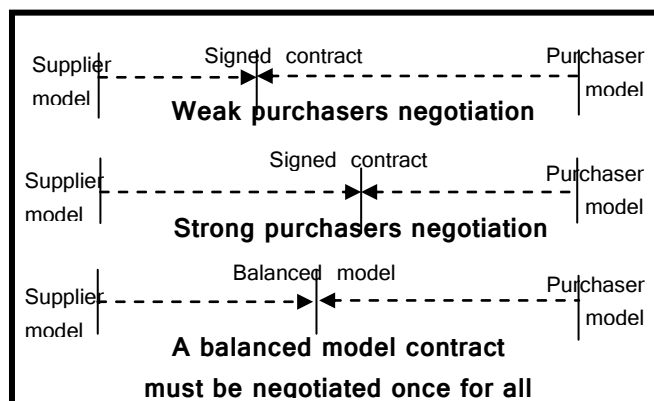 Signed contract
Supplier model
Purchaser model
Weak purchasers negotiation
Signed contract
Supplier model
Purchaser model
Strong purchasers negotiation
Balanced model
Supplier model
Purchaser model
A balanced model contract
must be negotiated once for all